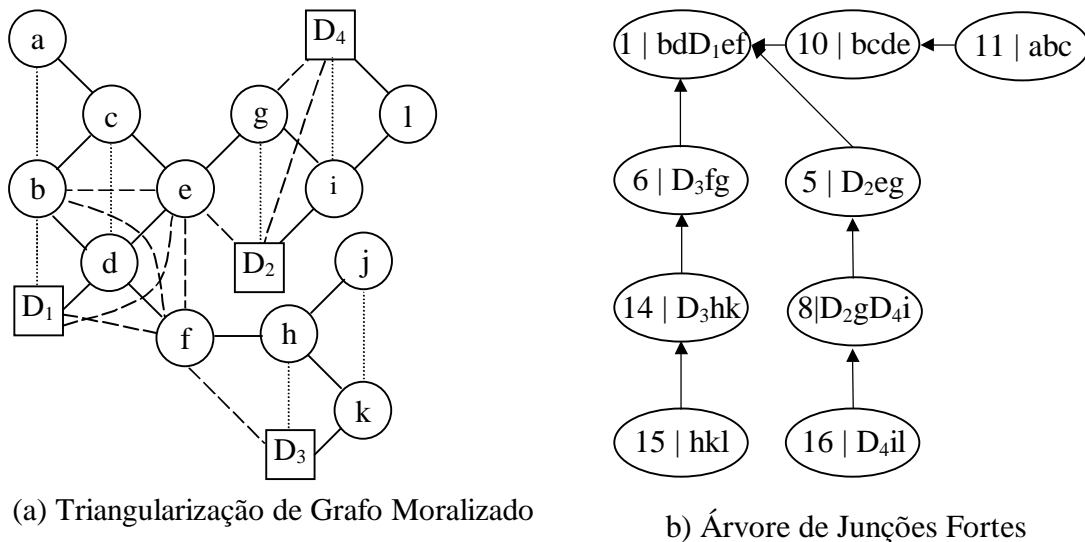 a
D₄
c
g
l
b
e
i
d
D₂
j
D₁
f
h
k
D₃
(a) Triangularização de Grafo Moralizado
1 | bdD₁ef
10 | bcde
11 | abc
6 | D₃fg
5 | D₂eg
14 | D₃hk
8|D₂gD₄i
15 | hkl
16 | D₄il
b) Árvore de Junções Fortes